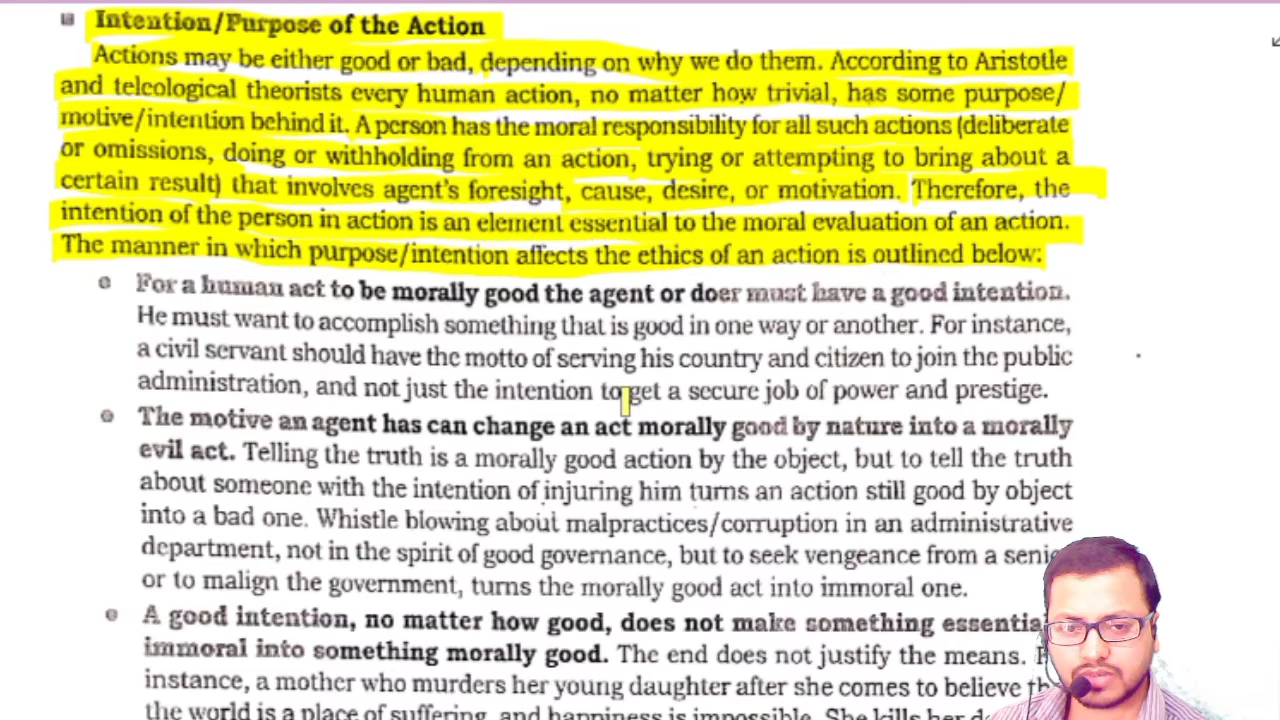 Intention/Purpose of the Action
Actions may be either good or bad, depending on why we do them. According to Aristotle
and teleological theorists every human action, no matter how trivial, has some purpose/
motive/intention behind it. A person has the moral responsibility for all such actions (deliberate
or omissions, doing or withholding from an action, trying or attempting to bring about a
certain result) that involves agent's foresight, cause, desire, or motivation. Therefore, the
intention of the person in action is an element essential to the moral evaluation of an action.
The manner in which purpose/intention affects the ethics of an action is outlined below:
For a human act to be morally good the agent or doer must have a good intention.
He must want to accomplish something that is good in one way or another. For instance,
a civil servant should have the motto of serving his country and citizen to join the public
administration, and not just the intention to get a secure job of power and prestige.
The motive an agent has can change an act morally good by nature into a morally
evil act. Telling the truth is a morally good action by the object, but to tell the truth
about someone with the intention of injuring him turns an action still good by object
into a bad one. Whistle blowing about malpractices/corruption in an administrative
department, not in the spirit of good governance, but to seek vengeance from a
or to malign the government, turns the morally good act into immoral one.
A good intention, no matter how good, does not make something
immoral into something morally good. The end does not justify the means.
instance, a mother who murders her young daughter after she comes to believe
the world is a place of suffering, and happiness is impossible. She kills her